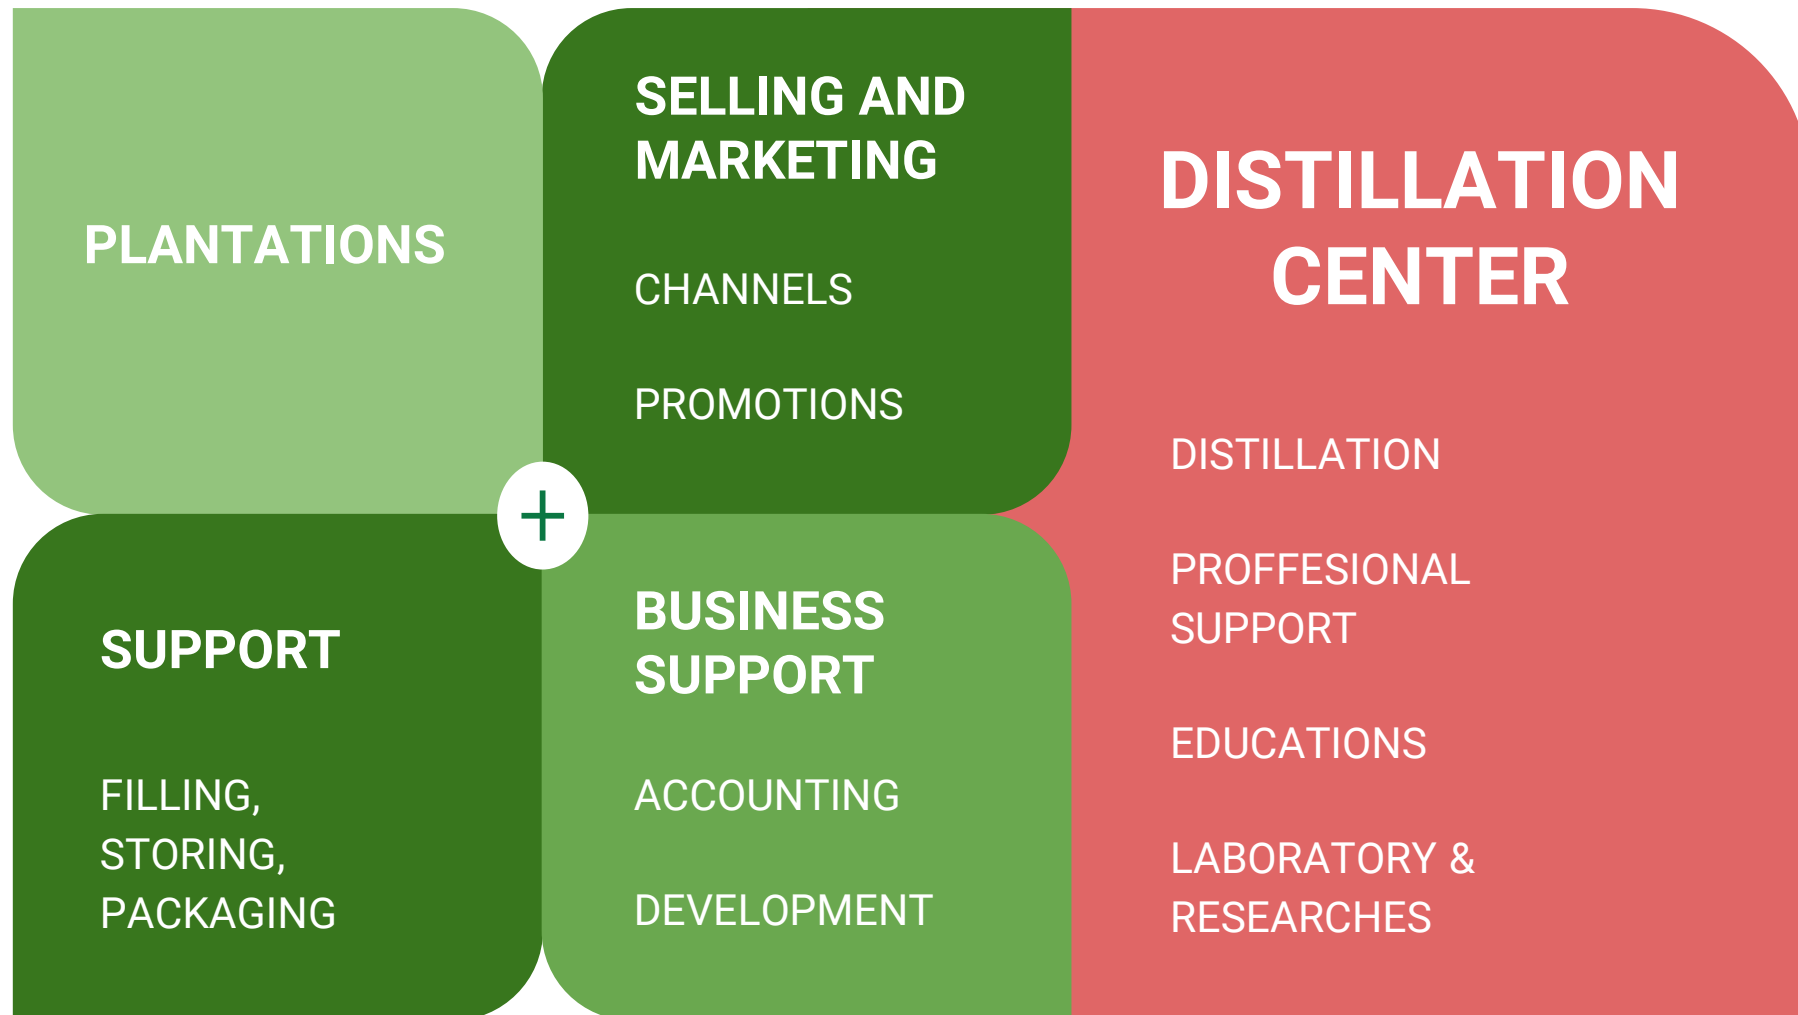 PLANTATIONS
SELLING AND
MARKETING
CHANNELS
PROMOTIONS
SUPPORT
FILLING,
STORING,
PACKAGING
BUSINESS
SUPPORT
ACCOUNTING
DEVELOPMENT
DISTILLATION
CENTER
DISTILLATION
PROFFESIONAL
SUPPORT
EDUCATIONS
LABORATORY &
RESEARCHES